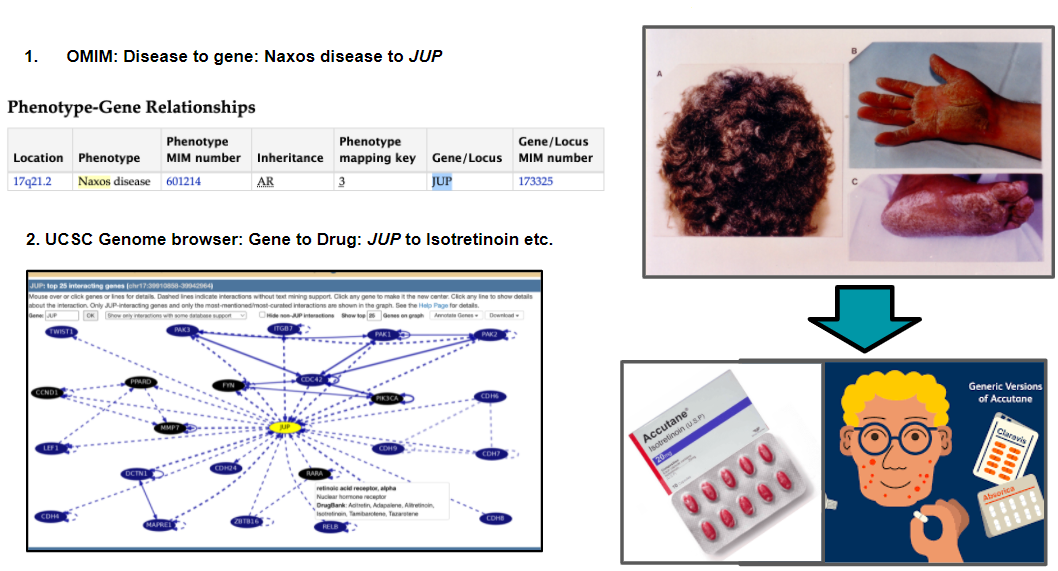 1. OMIM: Disease to gene: Naxos disease to JUP
Phenotype-Gene Relationships
Location Phenotype Phenotype MIM number Inheritance Phenotype mapping key Gene/Locus Gene/Locus MIM number
17q21.2 Naxos disease 601214 AR 3 JUP 173325
2. UCSC Genome browser: Gene to Drug: JUP to Isotretinoin etc.
JUP: top 25 interacting genes (chr17:39910858-39942964)
Mouse over or click genes or lines for details. Dashed lines indicate interactions without text mining support. Click any gene to make it the new center. Click any line to show details
about the interaction. Only JUP-interacting genes and only the most-mentioned/most-curated interactions are shown in the graph. See the Help Page for details.
Gene: JUP OK Show only interactions with some database support Hide non-JUP interactions Show top 25 Genes on graph Annotate Genes Download
TWIST1
PAK3
ITGB7
PAK1
PAK2
PPARD
FYN
CDC42
CCND1
PIK3CA
CDH6
MMP7
JUP
LEF1
CDH9
CDH7
DCTN1
CDH24
RARA
retinoic acid receptor, alpha
Nuclear hormone receptor
DrugBank: Acitretin, Adapalene, Alitretinoin,
Isotretinoin, Tamibarotene, Tazarotene
CDH4
MAPRE1
ZBTB16
RELB
CDH8
A
B
C
Accutane
Isotretinoin (U.S.P)
20mg
Generic Versions
of Accutane
Claravis
Absorica